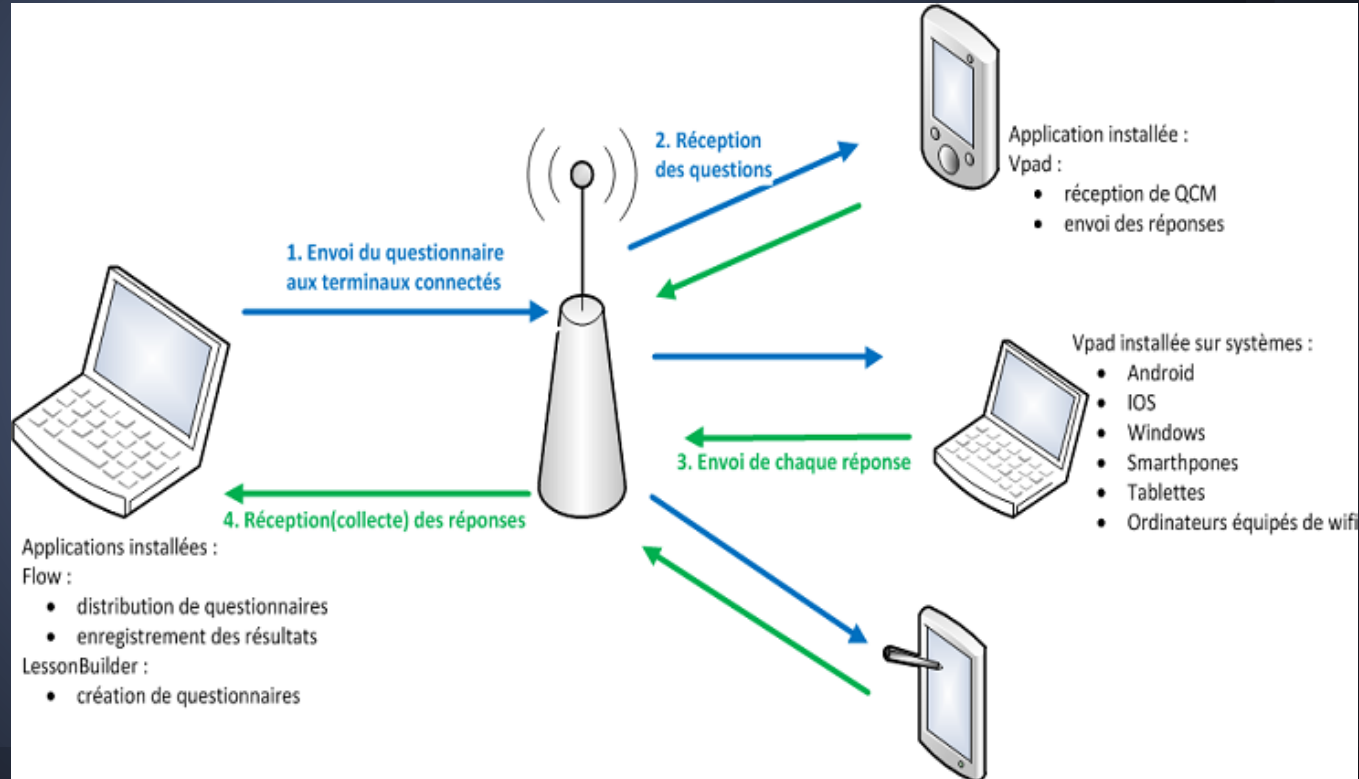 1. Envoi du questionnaire
aux terminaux connectés
2. Réception
des questions
Application installée :
Vpad :
• réception de QCM
• envoi des réponses
Vpad installée sur systèmes :
• Android
• IOS
• Windows
• Smarthpones
• Tablettes
• Ordinateurs équipés de wifi
3. Envoi de chaque réponse
4. Réception(collecte) des réponses
Applications installées :
Flow :
• distribution de questionnaires
• enregistrement des résultats
LessonBuilder :
• création de questionnaires